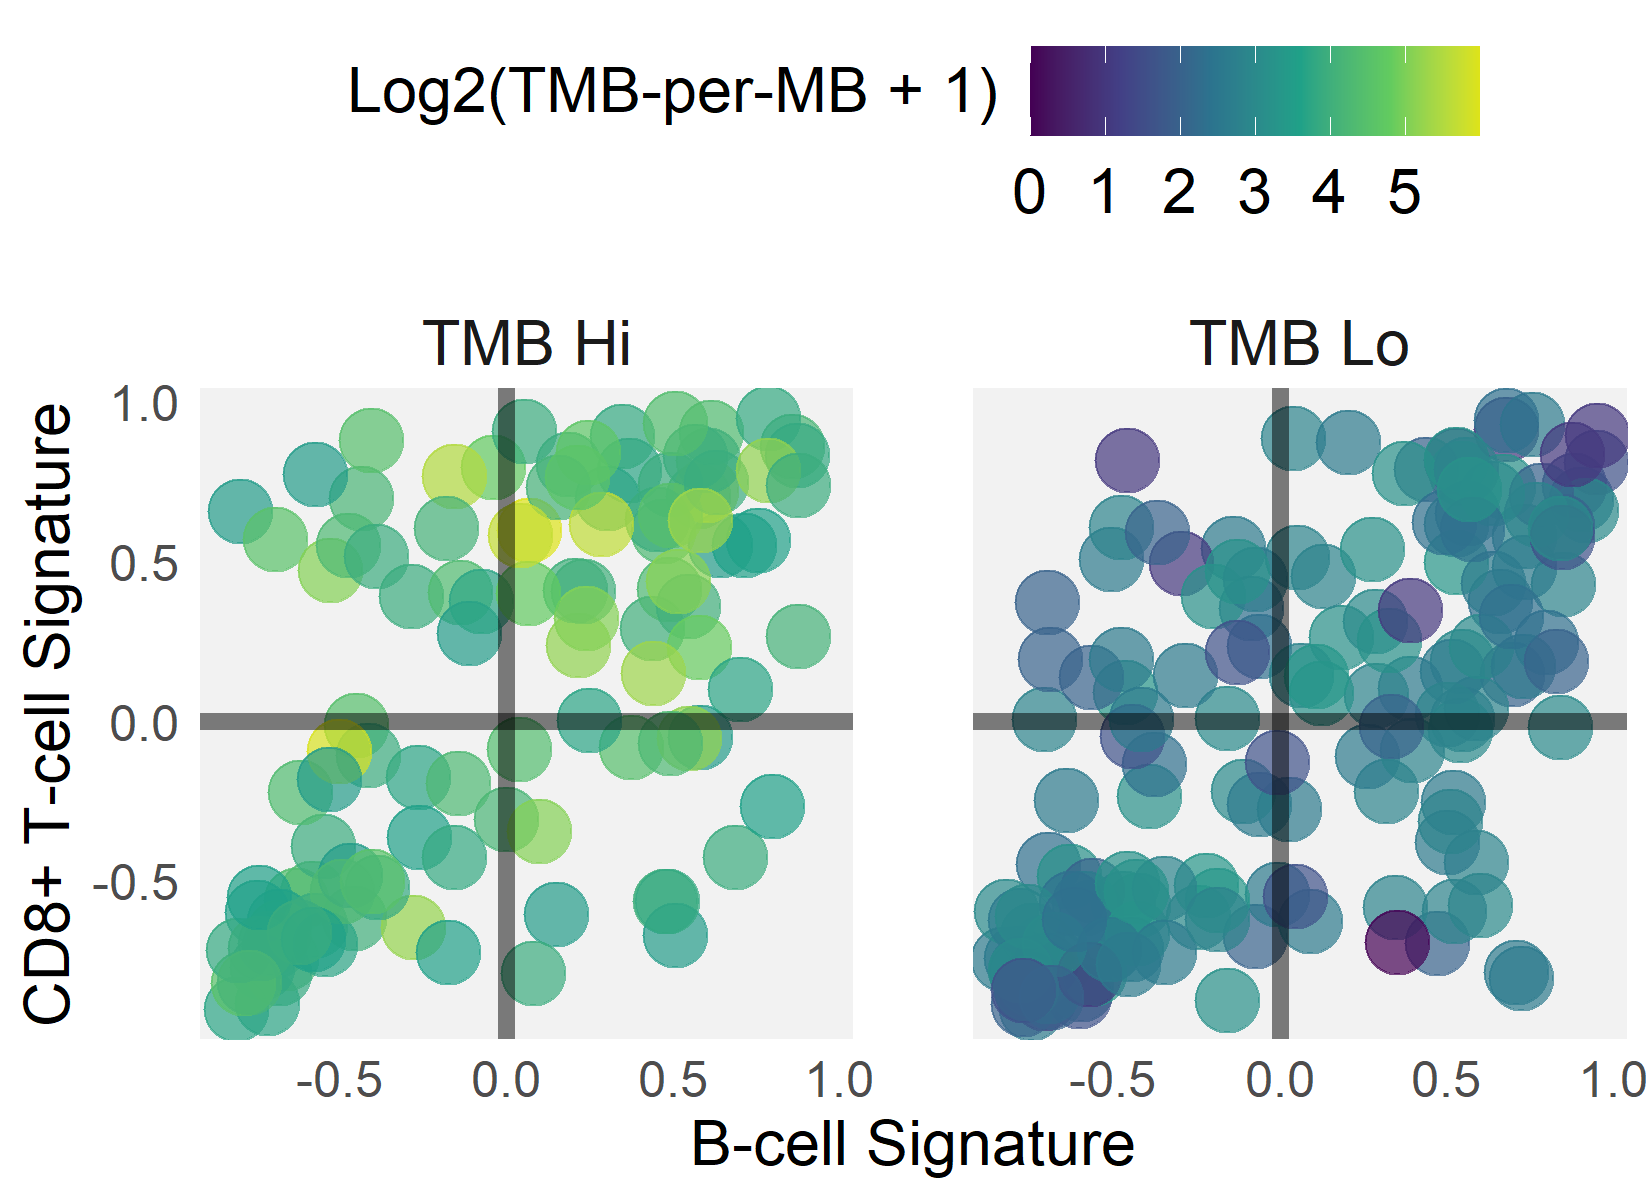 Log2(TMB-per-MB + 1)
0 1 2 3 4 5
TMB Hi
TMB Lo
CD8+ T-cell Signature
1.0
0.5
0.0
-0.5
-0.5 0.0 0.5 1.0
-0.5 0.0 0.5 1.0
B-cell Signature